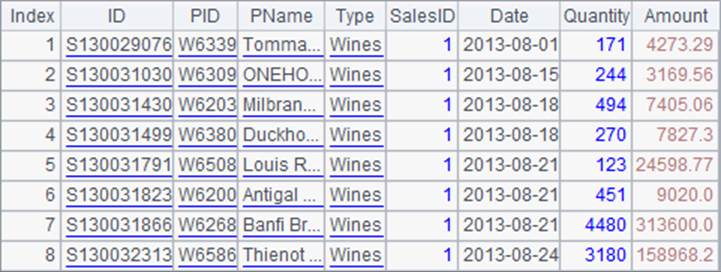 Index ID PID PName Type SalesID Date Quantity Amount
1 S130029076 W6339 Tomma... Wines 1 2013-08-01 171 4273.29
2 S130031030 W6309 ONEHO... Wines 1 2013-08-15 244 3169.56
3 S130031430 W6203 Milbran... Wines 1 2013-08-18 494 7405.06
4 S130031499 W6380 Duckho... Wines 1 2013-08-18 270 7827.3
5 S130031791 W6508 Louis R... Wines 1 2013-08-21 123 24598.77
6 S130031823 W6200 Antigal ... Wines 1 2013-08-21 451 9020.0
7 S130031866 W6268 Banfi Br... Wines 1 2013-08-21 4480 313600.0
8 S130032313 W6586 Thienot ... Wines 1 2013-08-24 3180 158968.2